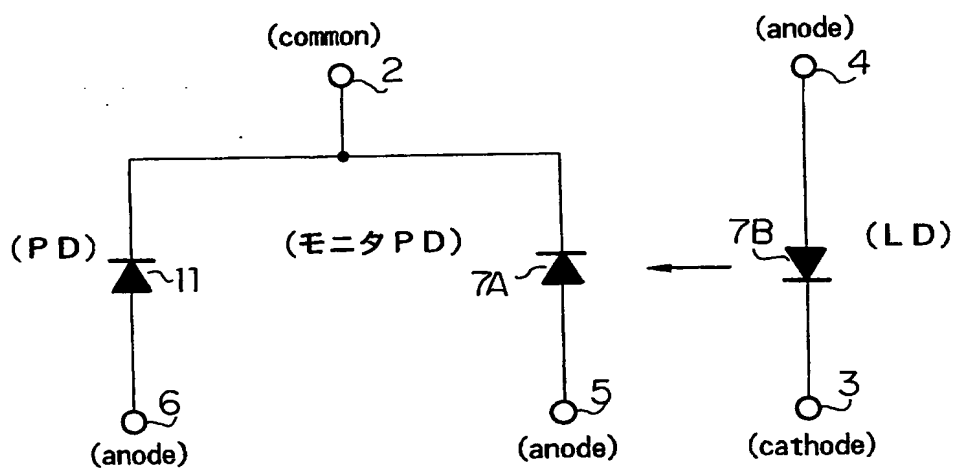 (common)
2
(anode)
4
(PD)
11
(モニタPD)
7A
7B
(LD)
6
(anode)
5
(anode)
3
(cathode)